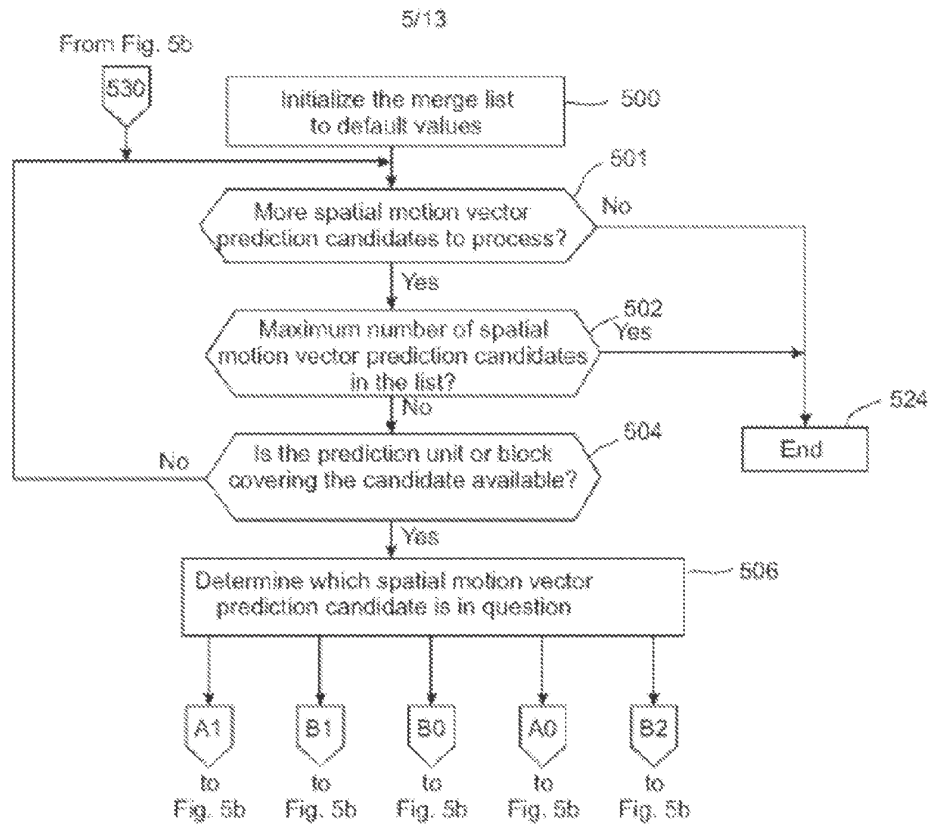 5/13
From Fig. 5b
530
Initialize the merge list
to default values
500
501
More spatial motion vector
prediction candidates to process?
No
Yes
502
Maximum number of spatial
motion vector prediction candidates
in the list?
Yes
No
504
Is the prediction unit or block
covering the candidate available?
No
524
End
Yes
506
Determine which spatial motion vector
prediction candidate is in question
A1
B1
B0
A0
B2
to
Fig. 5b
to
Fig. 5b
to
Fig. 5b
to
Fig. 5b
to
Fig. 5b